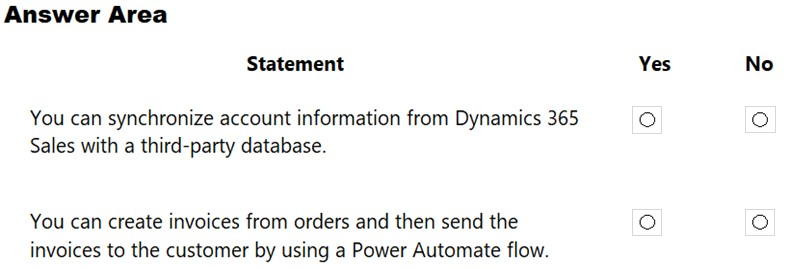 Answer Area
Statement Yes No
You can synchronize account information from Dynamics 365
Sales with a third-party database.
You can create invoices from orders and then send the
invoices to the customer by using a Power Automate flow.